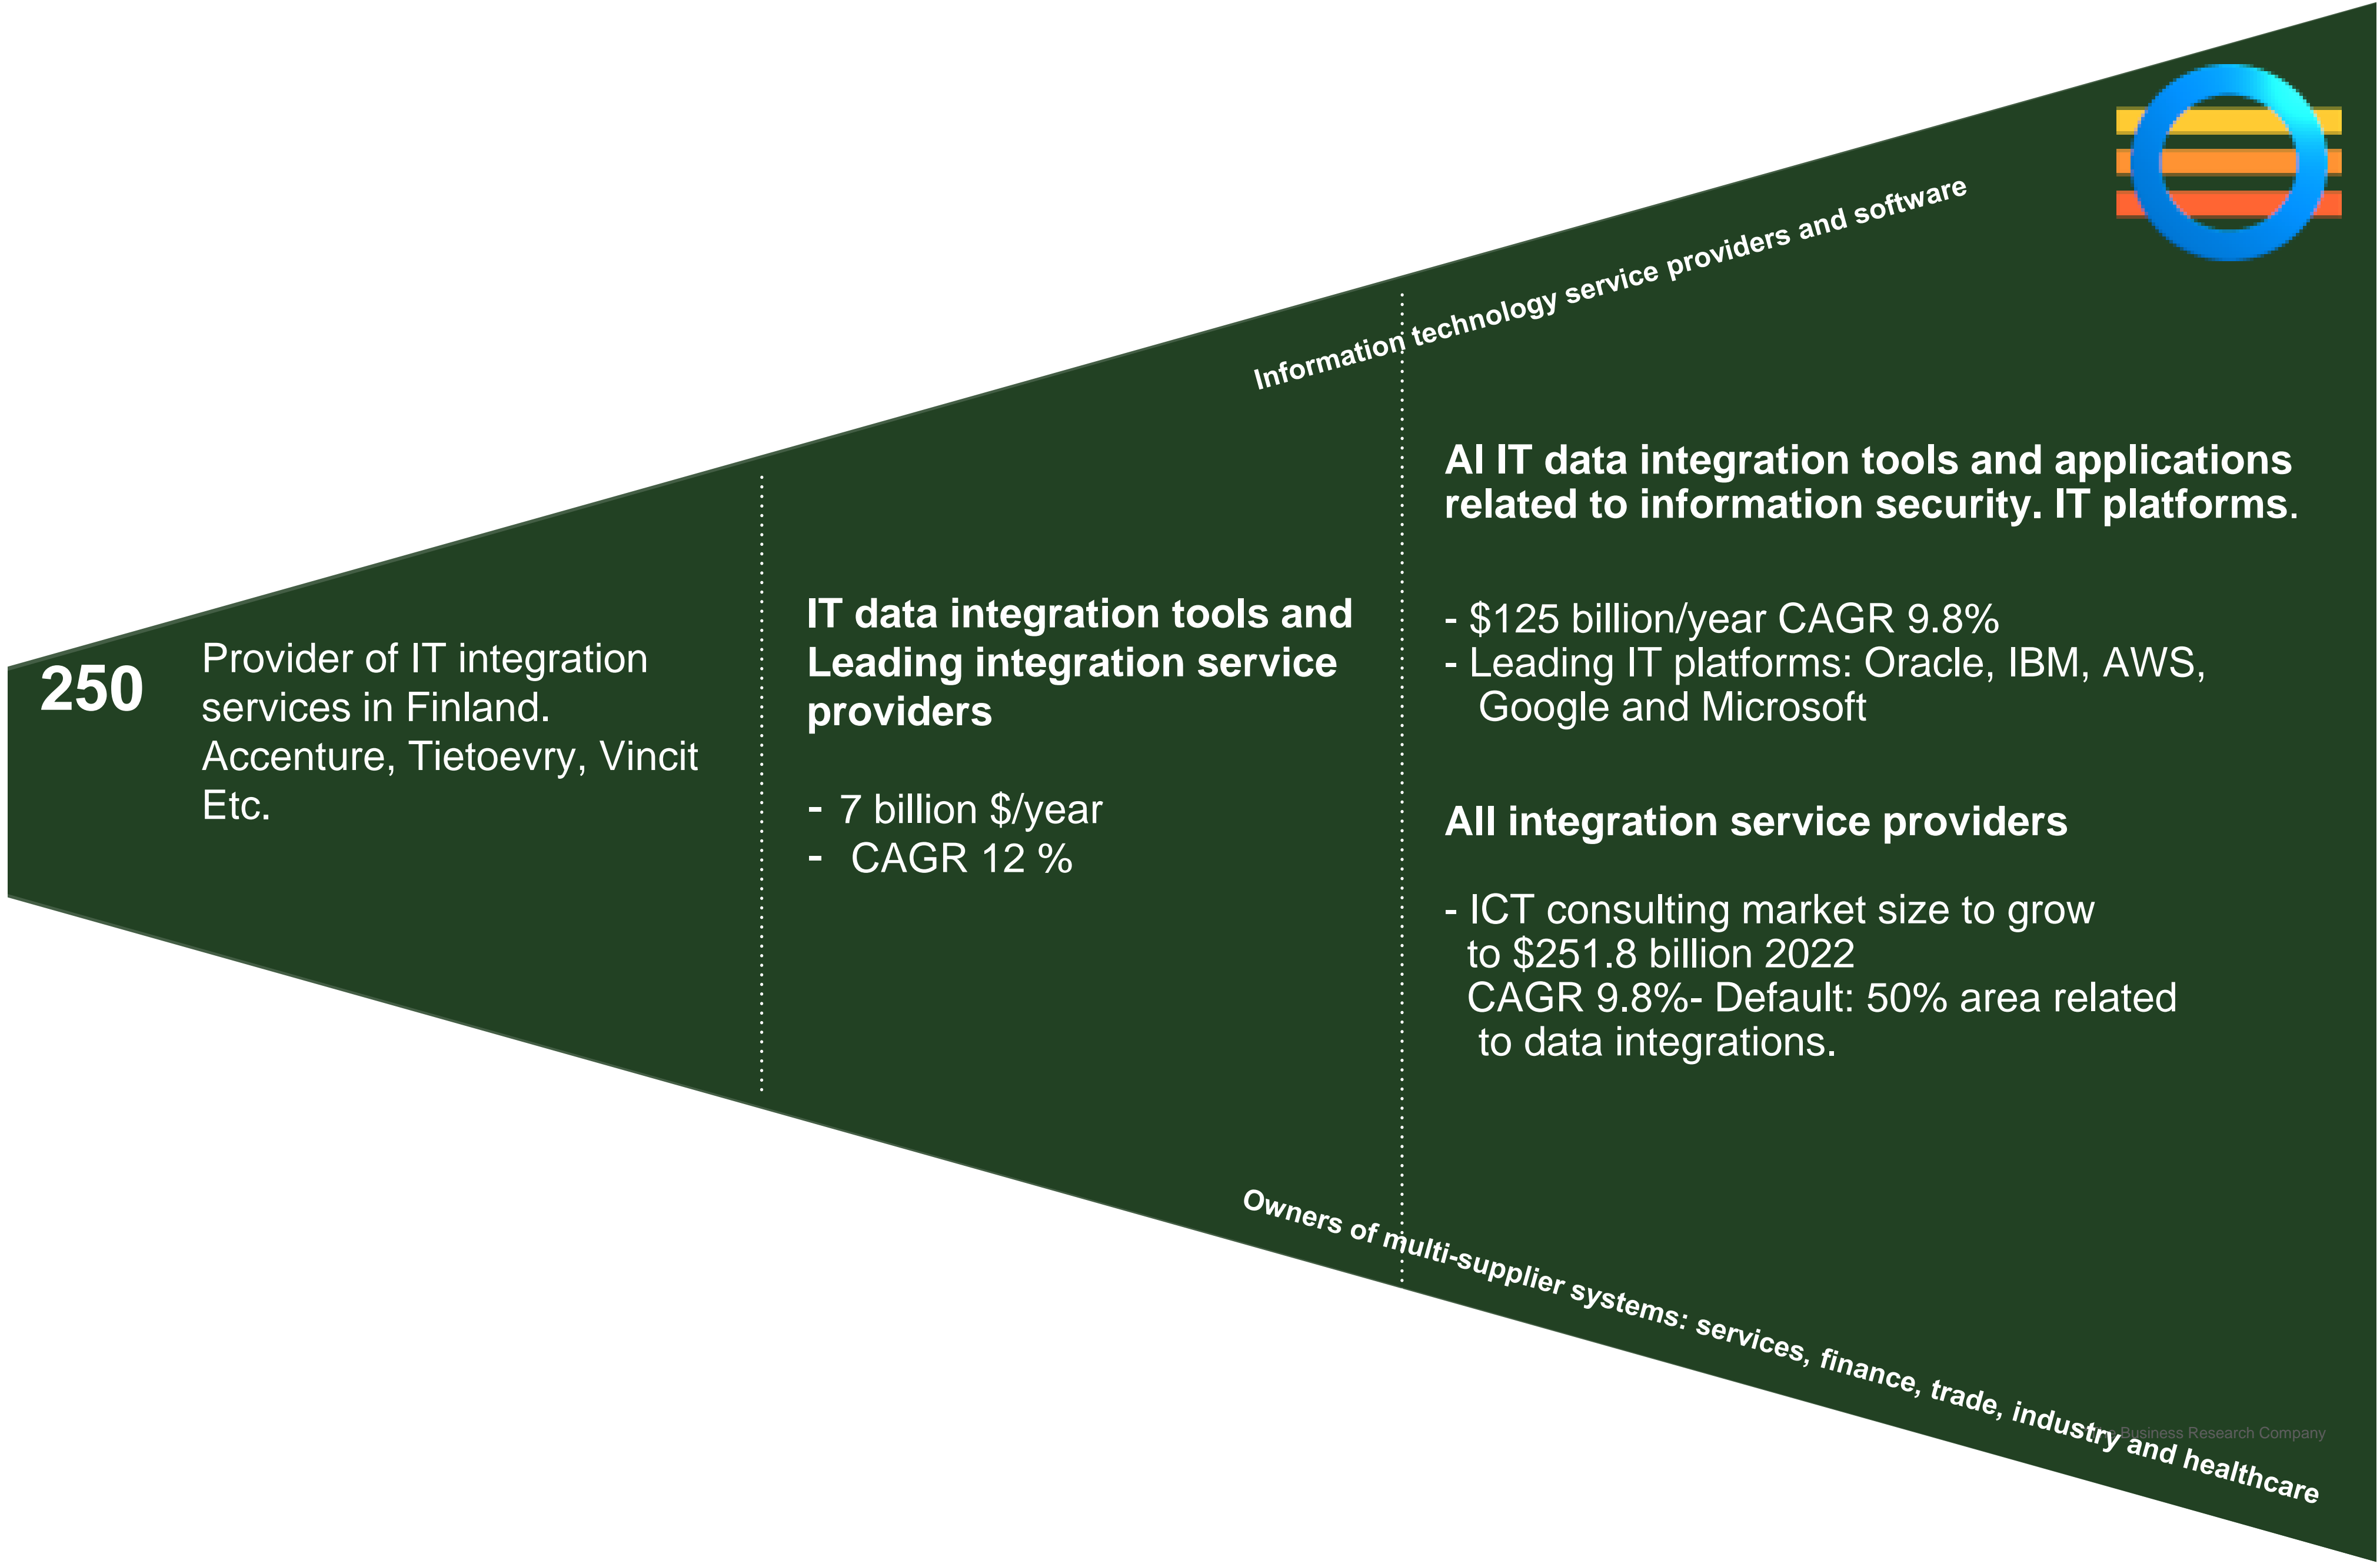 Information technology service providers and software
250
Provider of IT integration
services in Finland.
Accenture, Tietoevry, Vincit
Etc.
IT data integration tools and
Leading integration service
providers
- 7 billion $/year
- CAGR 12 %
AI IT data integration tools and applications
related to information security. IT platforms.
- $125 billion/year CAGR 9.8%
- Leading IT platforms: Oracle, IBM, AWS,
Google and Microsoft
All integration service providers
- ICT consulting market size to grow
to $251.8 billion 2022
CAGR 9.8%- Default: 50% area related
to data integrations.
Owners of multi-supplier systems: services, finance, trade, industry and healthcare
Business Research Company